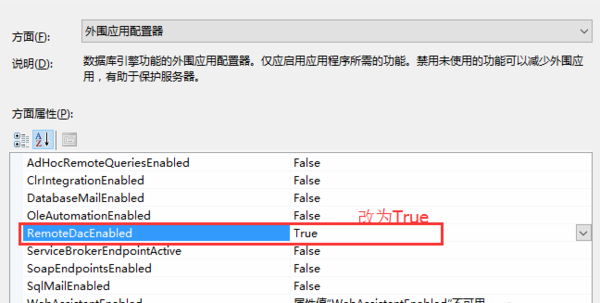 方面(F): 外围应用配置器
说明(D): 数据库引擎功能的外围应用配置器。仅应启用应用程序所需的功能。禁用未使用的功能可以减少外围应
用，有助于保护服务器。
方面属性(P):
AdHocRemoteQueriesEnabled False
ClrIntegrationEnabled False
DatabaseMailEnabled False
OleAutomationEnabled False
改为True
RemoteDacEnabled True
ServiceBrokerEndpointActive False
SoapEndpointsEnabled False
SqlMailEnabled False
WebAssistantEnabled 属性值“WebAssistantEnabled”不可用